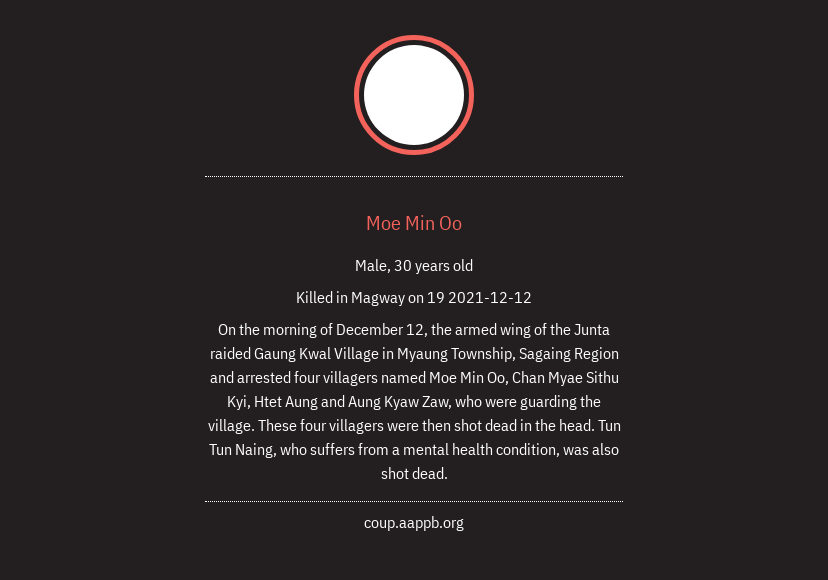 Moe Min Oo
Male, 30 years old
Killed in Magway on 19 2021-12-12
On the morning of December 12, the armed wing of the Junta
raided Gaung Kwal Village in Myaung Township, Sagaing Region
and arrested four villagers named Moe Min Oo, Chan Myae Sithu
Kyi, Htet Aung and Aung Kyaw Zaw, who were guarding the
village. These four villagers were then shot dead in the head. Tun
Tun Naing, who suffers from a mental health condition, was also
shot dead.
coup.aappb.org